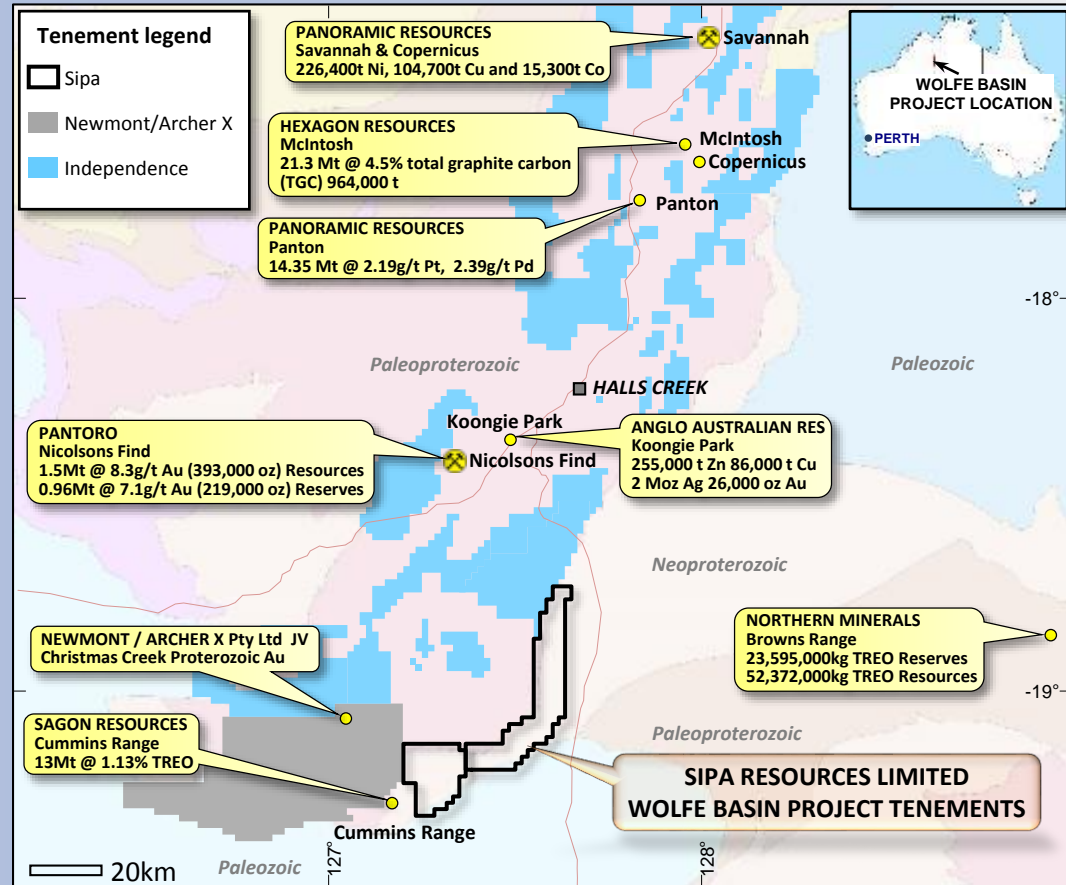 Tenement legend
Sipa
Newmont/Archer X
Independence
PANORAMIC RESOURCES
Savannah & Copernicus
226,400t Ni, 104,700t Cu and 15,300t Co
Savannah
WOLFE BASIN
PROJECT LOCATION
PERTH
HEXAGON RESOURCES
McIntosh
21.3 Mt @ 4.5% total graphite carbon
(TGC) 964,000 t
McIntosh
Copernicus
PANORAMIC RESOURCES
Panton
14.35 Mt @ 2.19g/t Pt, 2.39g/t Pd
Panton
-18°
Paleoproterozoic
Paleozoic
HALLS CREEK
Koongie Park
Nicolsons Find
PANTORO
Nicolsons Find
1.5Mt @ 8.3g/t Au (393,000 oz) Resources
0.96Mt @ 7.1g/t Au (219,000 oz) Reserves
ANGLO AUSTRALIAN RES
Koongie Park
255,000 t Zn 86,000 t Cu
2 Moz Ag 26,000 oz Au
Neoproterozoic
NEWMONT / ARCHER X Pty Ltd JV
Christmas Creek Proterozoic Au
NORTHERN MINERALS
Browns Range
23,595,000kg TREO Reserves
52,372,000kg TREO Resources
-19°
SAGON RESOURCES
Cummins Range
13Mt @ 1.13% TREO
Paleoproterozoic
SIPA RESOURCES LIMITED
WOLFE BASIN PROJECT TENEMENTS
Cummins Range
20km
Paleozoic
127°
128°